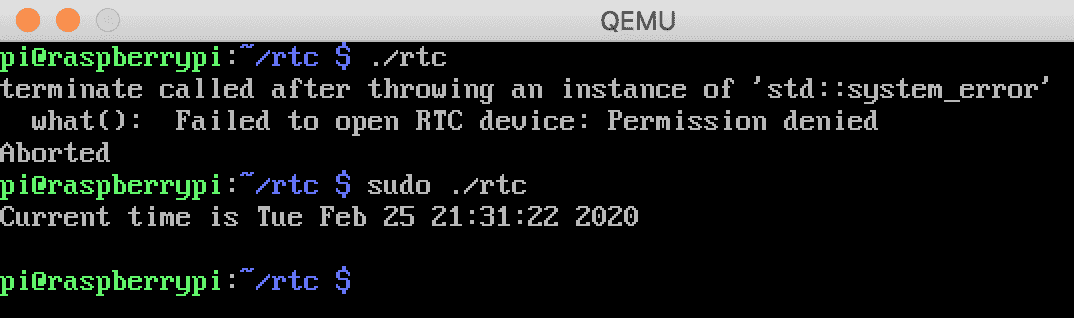 QEMU
pi@raspberrypi:~/rtc $ ./rtc
terminate called after throwing an instance of 'std::system_error'
  what():  Failed to open RTC device: Permission denied
Aborted
pi@raspberrypi:~/rtc $ sudo ./rtc
Current time is Tue Feb 25 21:31:22 2020
pi@raspberrypi:~/rtc $